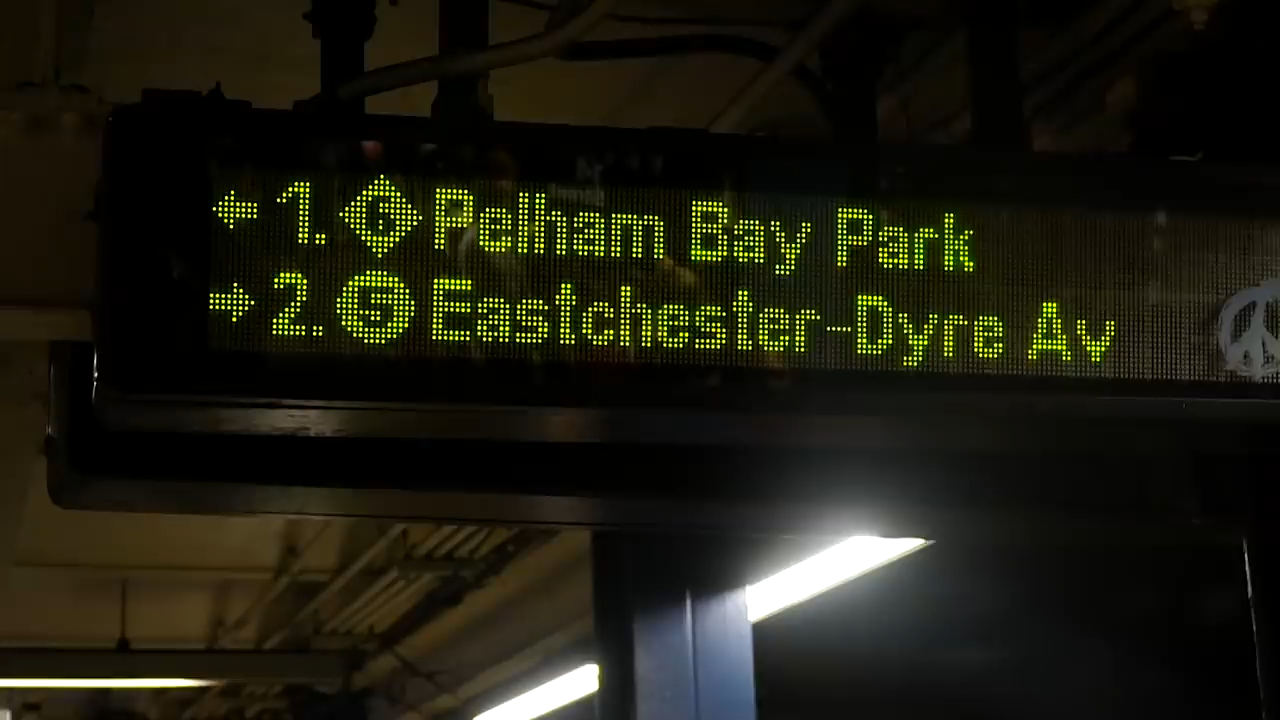 ← 1. 6 Pelham Bay Park
→ 2. 5 Eastchester-Dyre Av